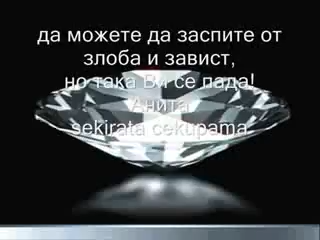 да можете да заспите от
злоба и завист,
но така Ви се пада!
Анита
sekirata cekupama